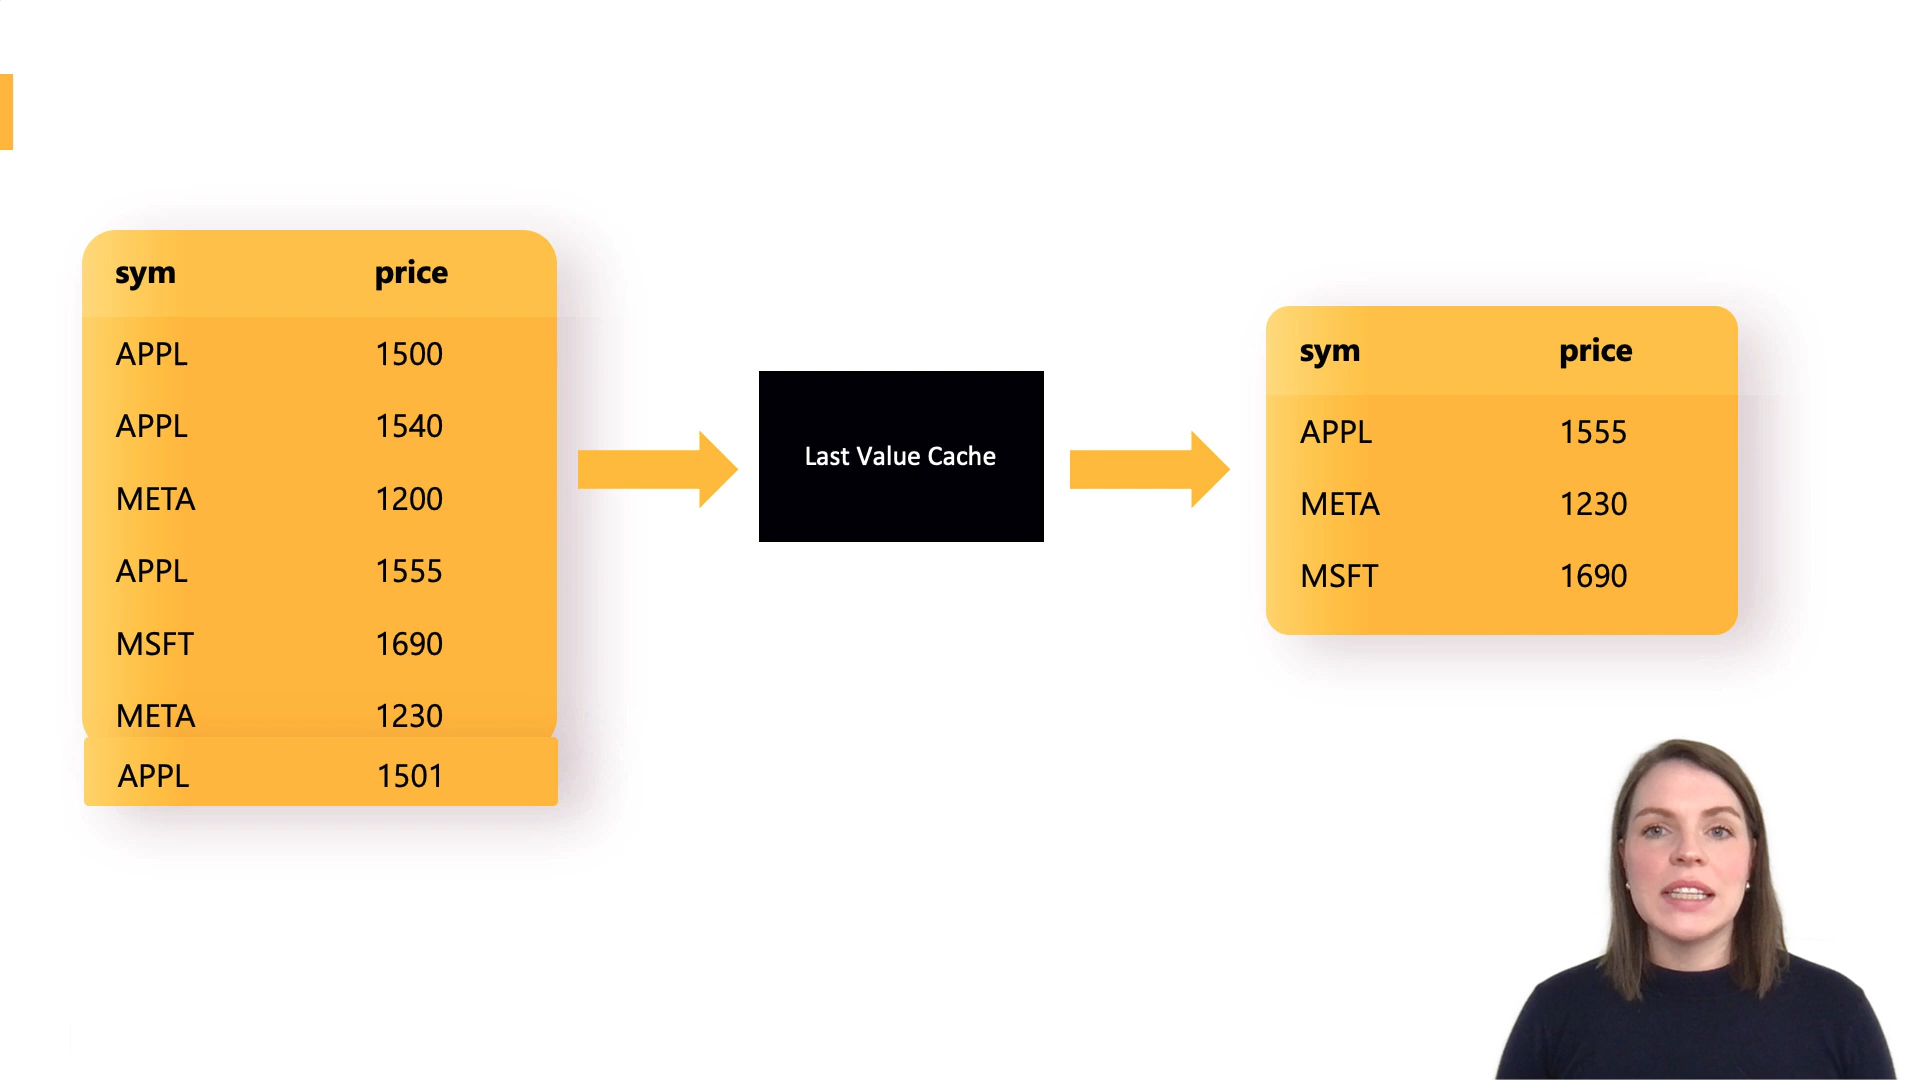 sym price
APPL 1500
APPL 1540
META 1200
APPL 1555
MSFT 1690
META 1230
APPL 1501
Last Value Cache
sym price
APPL 1555
META 1230
MSFT 1690